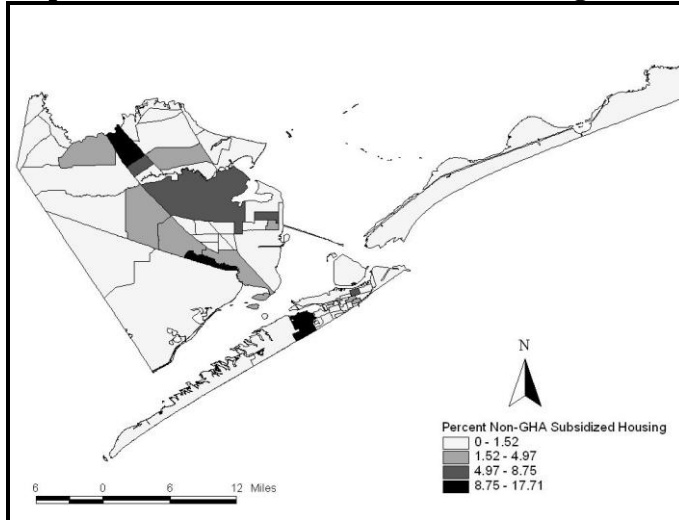 N
Percent Non-GHA Subsidized Housing
0 - 1.52
1.52 - 4.97
4.97 - 8.75
8.75 - 17.71
6 0 6 12 Miles